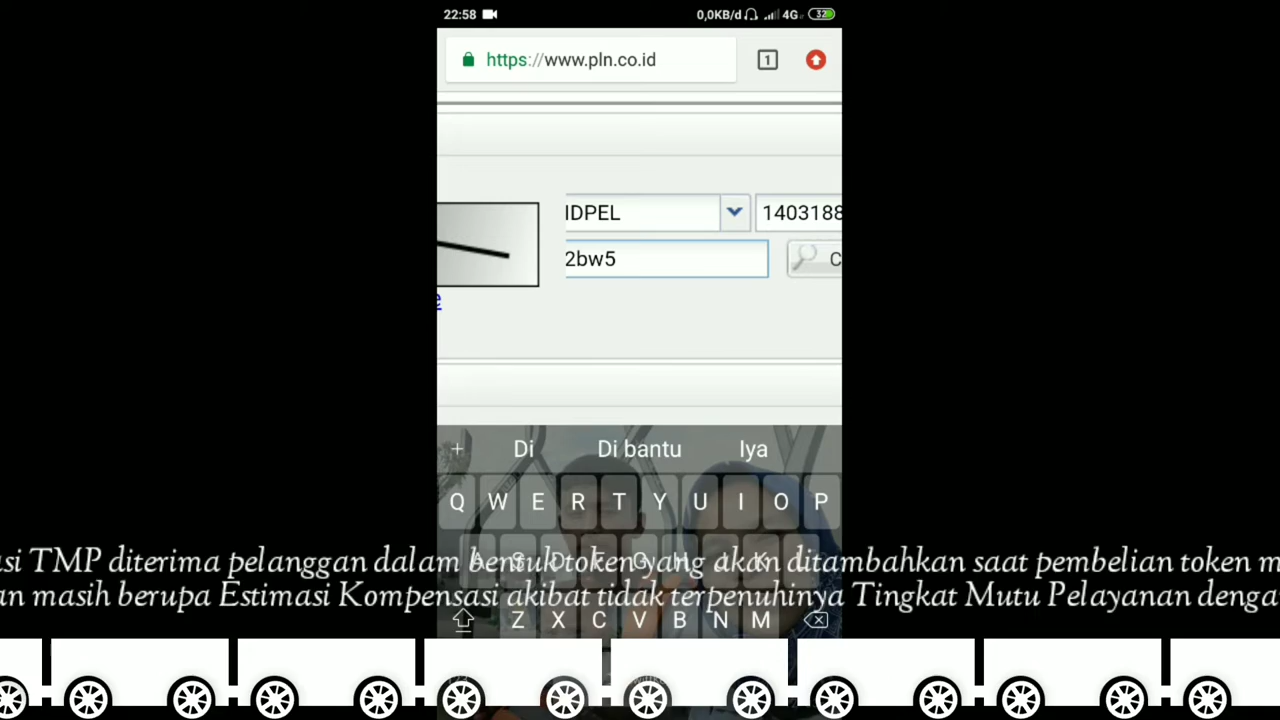 22:58 0,0KB/d 4G 32
https://www.pln.co.id 1
IDPEL 1403188
2bw5 C
e
+ Di Di bantu Iya
Q W E R T Y U I O P
A S D F G H J K L
si TMP diterima pelanggan dalam bentuk token yang akan ditambahkan saat pembelian token m
an masih berupa Estimasi Kompensasi akibat tidak terpenuhinya Tingkat Mutu Pelayanan denga
Z X C V B N M